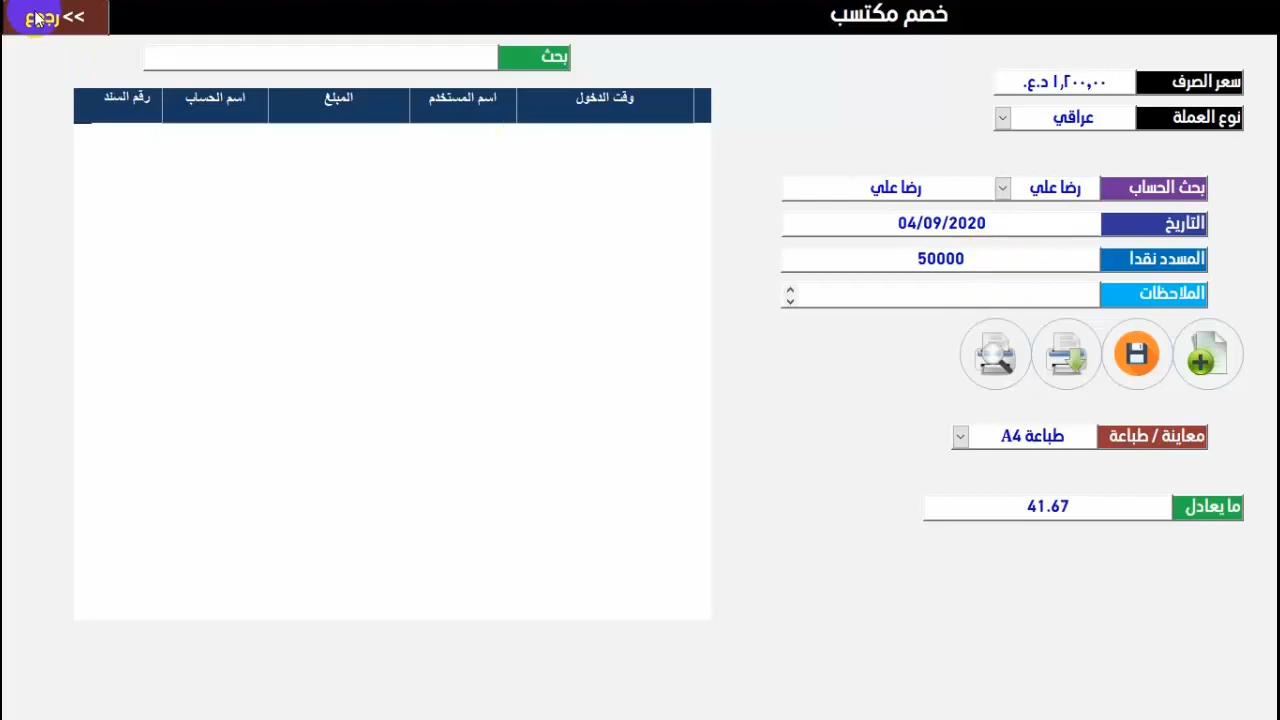 خصم مكتسب
>> رجوع
بحث
سعر الصرف ١,٢٠٠,٠٠ د.ع.
نوع العملة عراقي
رقم السند اسم الحساب المبلغ اسم المستخدم وقت الدخول
بحث الحساب رضا علي رضا علي
التاريخ 04/09/2020
المسدد نقدا 50000
الملاحظات
معاينة / طباعة طباعة A4
ما يعادل 41.67